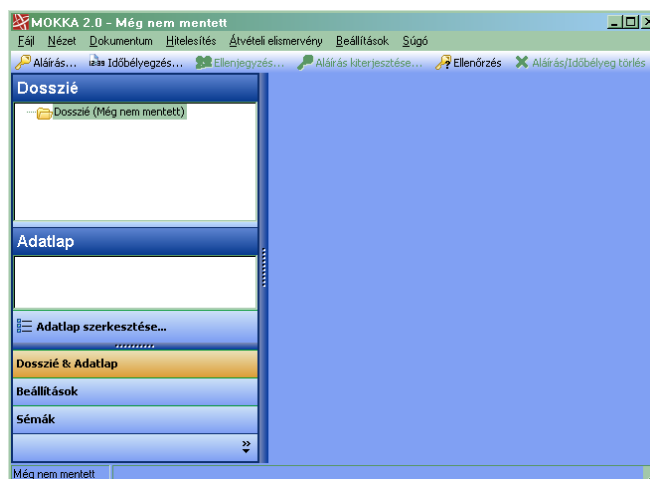 MOKKA 2.0 - Még nem mentett
Fájl Nézet Dokumentum Hitelesítés Átvételi elismervény Beállítások Súgó
Aláírás... Időbélyegzés... Ellenjegyzés... Aláírás kiterjesztése... Ellenőrzés Aláírás/Időbélyeg törlés
Dosszié
Dosszié (Még nem mentett)
Adatlap
Adatlap szerkesztése...
Dosszié & Adatlap
Beállítások
Sémák
Még nem mentett